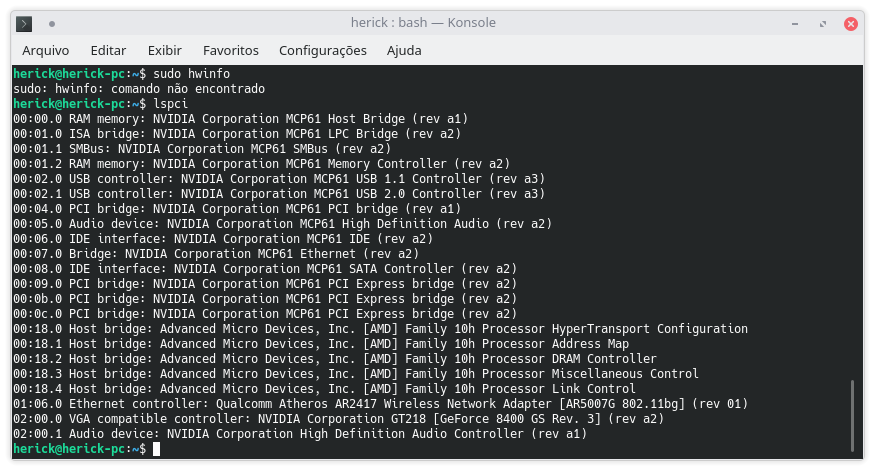 herick : bash — Konsole
Arquivo Editar Exibir Favoritos Configurações Ajuda
herick@herick-pc:~$ sudo hwinfo
sudo: hwinfo: comando não encontrado
herick@herick-pc:~$ lspci
00:00.0 RAM memory: NVIDIA Corporation MCP61 Host Bridge (rev a1)
00:01.0 ISA bridge: NVIDIA Corporation MCP61 LPC Bridge (rev a2)
00:01.1 SMBus: NVIDIA Corporation MCP61 SMBus (rev a2)
00:01.2 RAM memory: NVIDIA Corporation MCP61 Memory Controller (rev a2)
00:02.0 USB controller: NVIDIA Corporation MCP61 USB 1.1 Controller (rev a3)
00:02.1 USB controller: NVIDIA Corporation MCP61 USB 2.0 Controller (rev a3)
00:04.0 PCI bridge: NVIDIA Corporation MCP61 PCI bridge (rev a1)
00:05.0 Audio device: NVIDIA Corporation MCP61 High Definition Audio (rev a2)
00:06.0 IDE interface: NVIDIA Corporation MCP61 IDE (rev a2)
00:07.0 Bridge: NVIDIA Corporation MCP61 Ethernet (rev a2)
00:08.0 IDE interface: NVIDIA Corporation MCP61 SATA Controller (rev a2)
00:09.0 PCI bridge: NVIDIA Corporation MCP61 PCI Express bridge (rev a2)
00:0b.0 PCI bridge: NVIDIA Corporation MCP61 PCI Express bridge (rev a2)
00:0c.0 PCI bridge: NVIDIA Corporation MCP61 PCI Express bridge (rev a2)
00:18.0 Host bridge: Advanced Micro Devices, Inc. [AMD] Family 10h Processor HyperTransport Configuration
00:18.1 Host bridge: Advanced Micro Devices, Inc. [AMD] Family 10h Processor Address Map
00:18.2 Host bridge: Advanced Micro Devices, Inc. [AMD] Family 10h Processor DRAM Controller
00:18.3 Host bridge: Advanced Micro Devices, Inc. [AMD] Family 10h Processor Miscellaneous Control
00:18.4 Host bridge: Advanced Micro Devices, Inc. [AMD] Family 10h Processor Link Control
01:06.0 Ethernet controller: Qualcomm Atheros AR2417 Wireless Network Adapter [AR5007G 802.11bg] (rev 01)
02:00.0 VGA compatible controller: NVIDIA Corporation GT218 [GeForce 8400 GS Rev. 3] (rev a2)
02:00.1 Audio device: NVIDIA Corporation High Definition Audio Controller (rev a1)
herick@herick-pc:~$